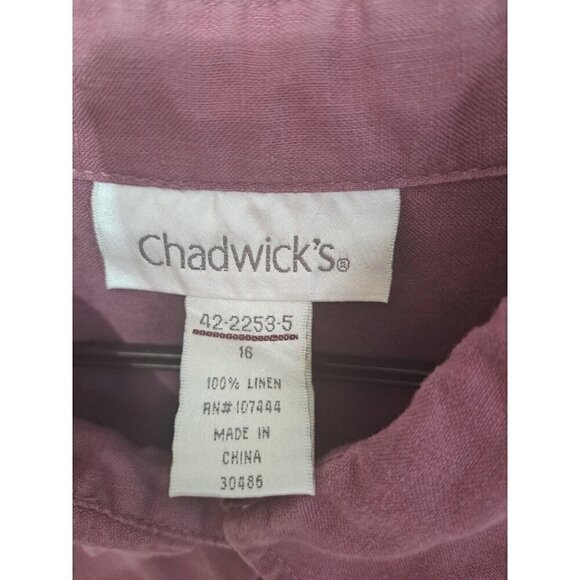 Chadwick's®
42-2253-5
16
100% LINEN
RN#107444
MADE IN
CHINA
30486